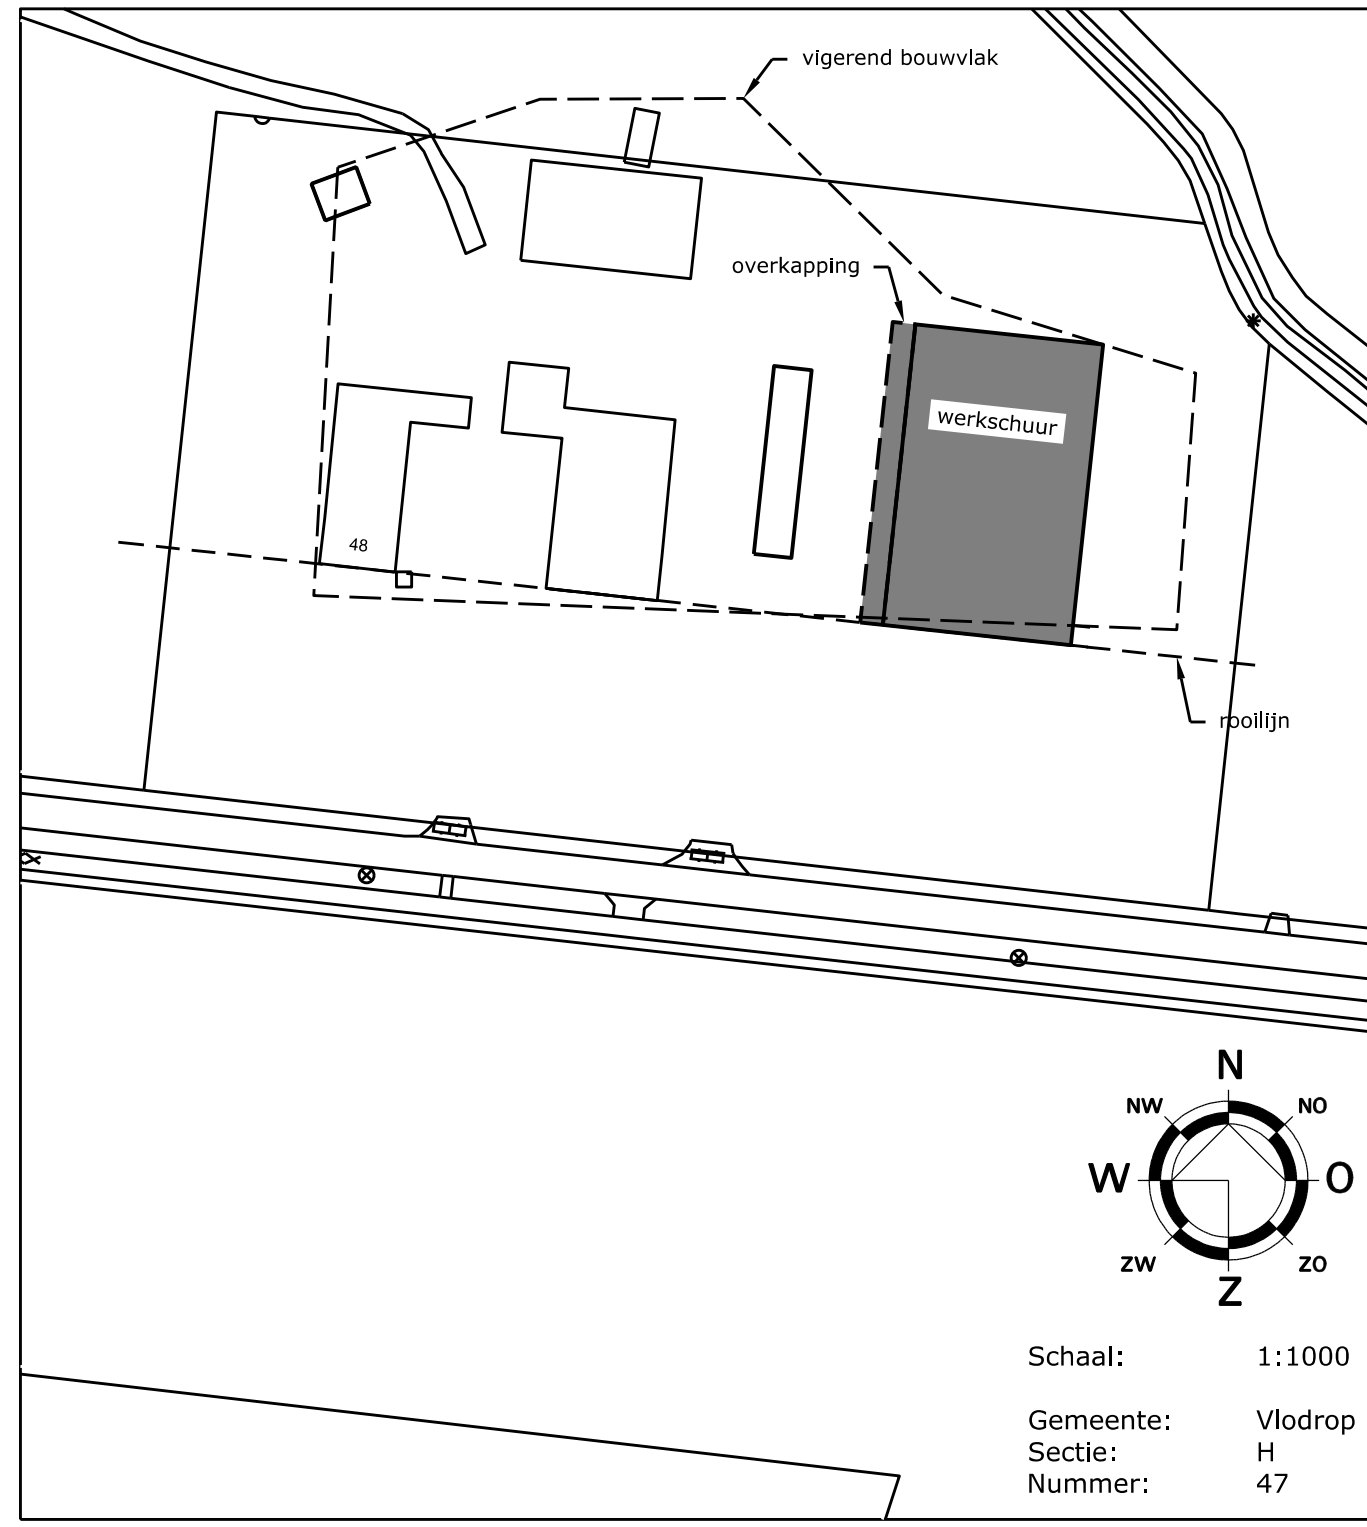 vigerend bouwvlak
overkapping
werkschuur
48
rooilijn
N
NW
NO
W
O
ZW
ZO
Z
Schaal: 1:1000
Gemeente: Vlodrop
Sectie: H
Nummer: 47